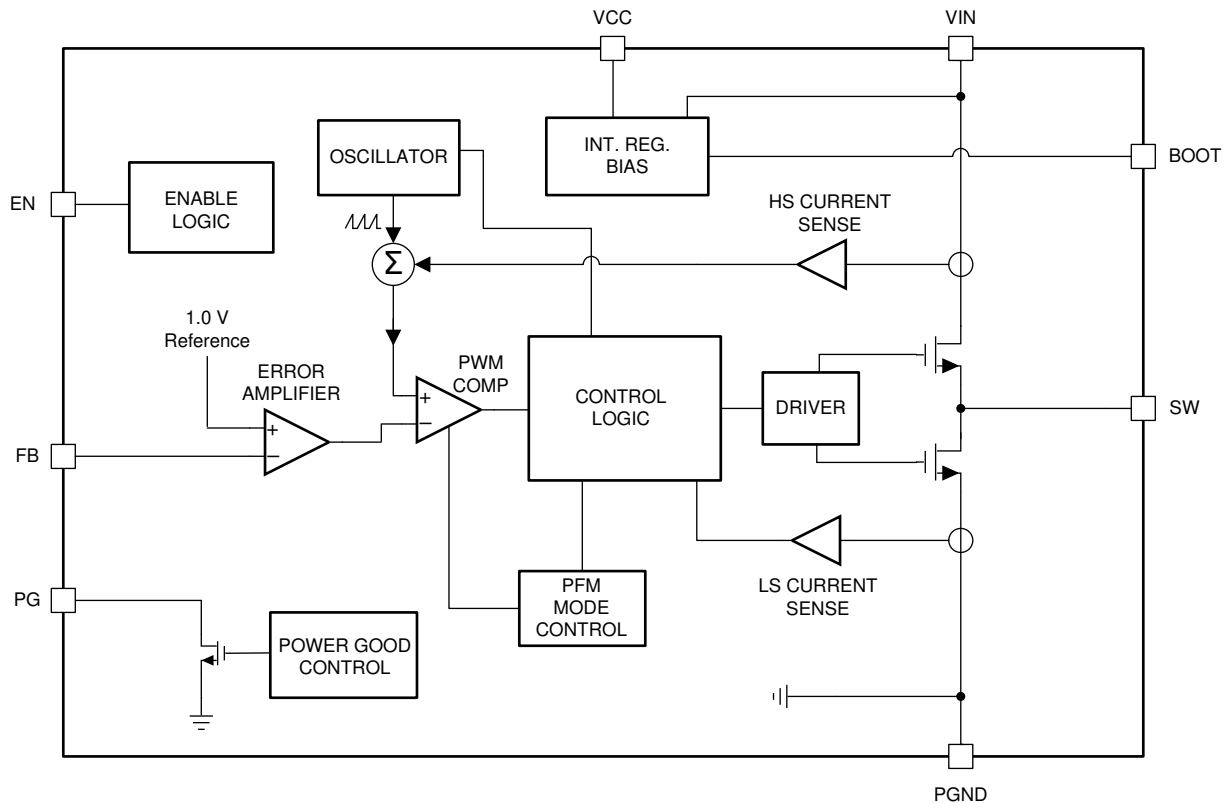 VCC
VIN
OSCILLATOR
INT. REG.
BIAS
BOOT
EN
ENABLE
LOGIC
HS CURRENT
SENSE
Σ
1.0 V
Reference
ERROR
AMPLIFIER
PWM
COMP
+
−
CONTROL
LOGIC
DRIVER
SW
+
−
FB
PG
PFM
MODE
CONTROL
LS CURRENT
SENSE
POWER GOOD
CONTROL
PGND